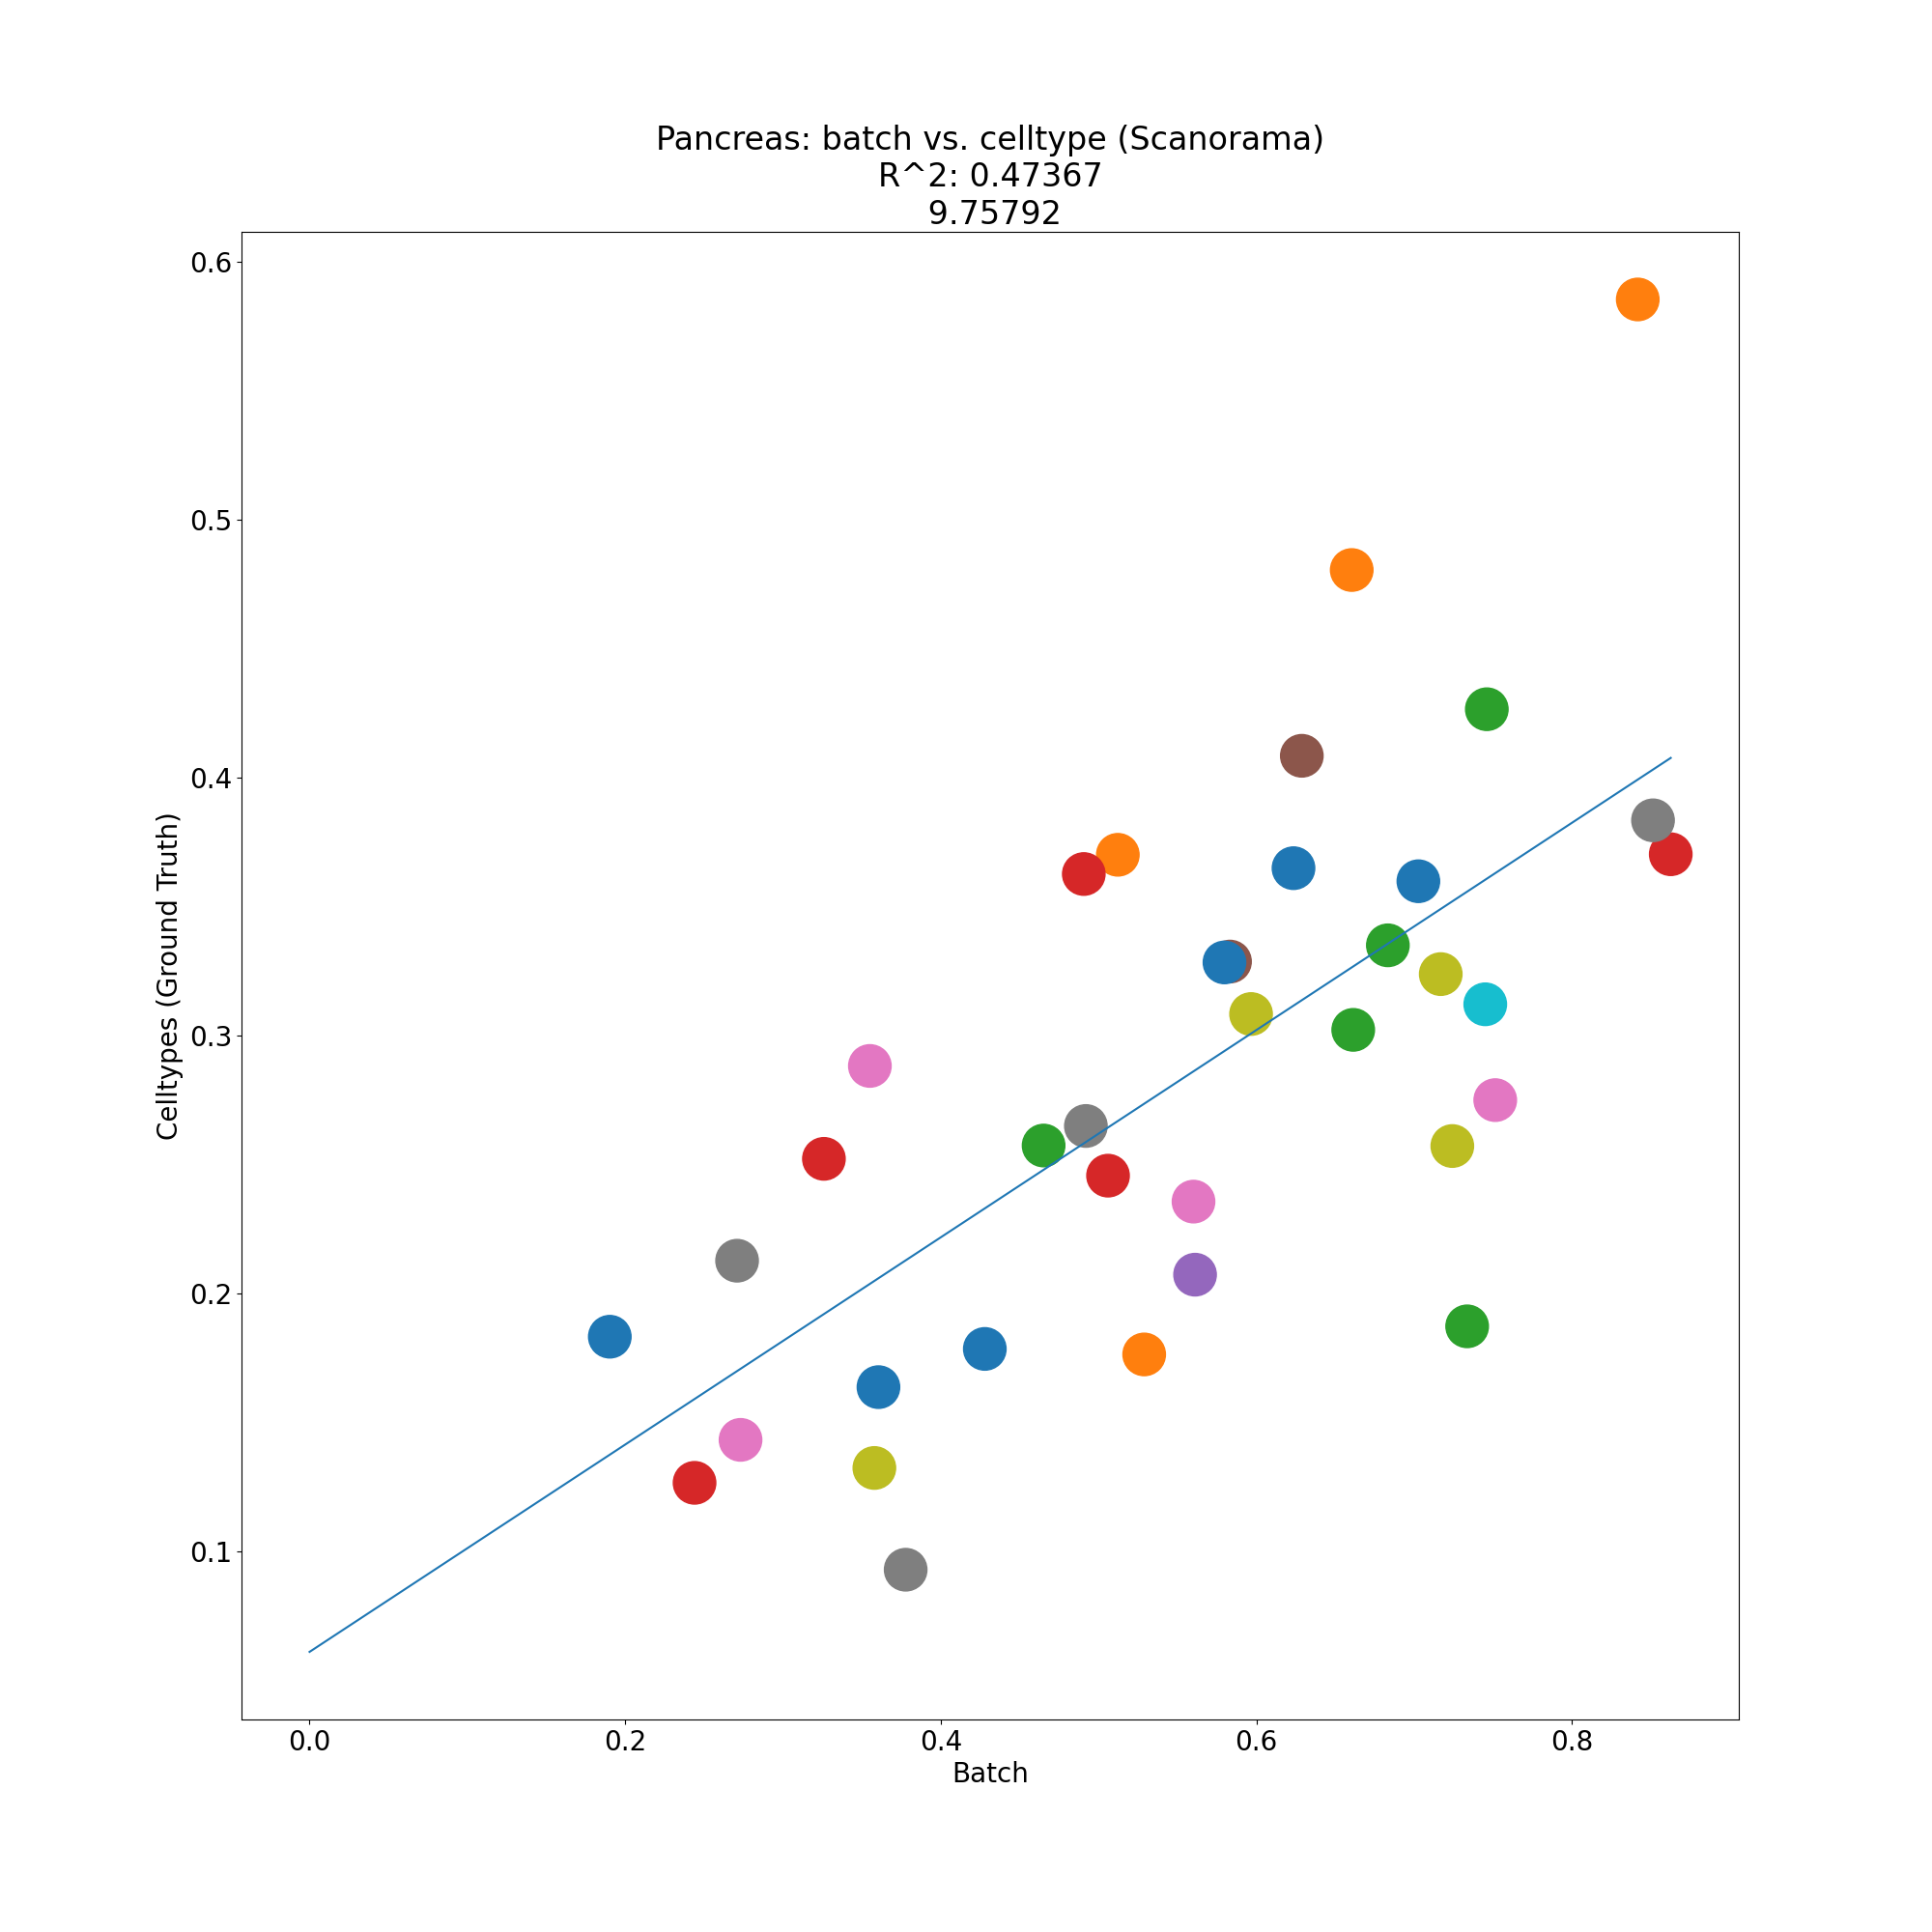 Pancreas: batch vs. celltype (Scanorama)
R^2: 0.47367
9.75792
0.6
0.5
0.4
0.3
0.2
0.1
Celltypes (Ground Truth)
0.0 0.2 0.4 0.6 0.8
Batch